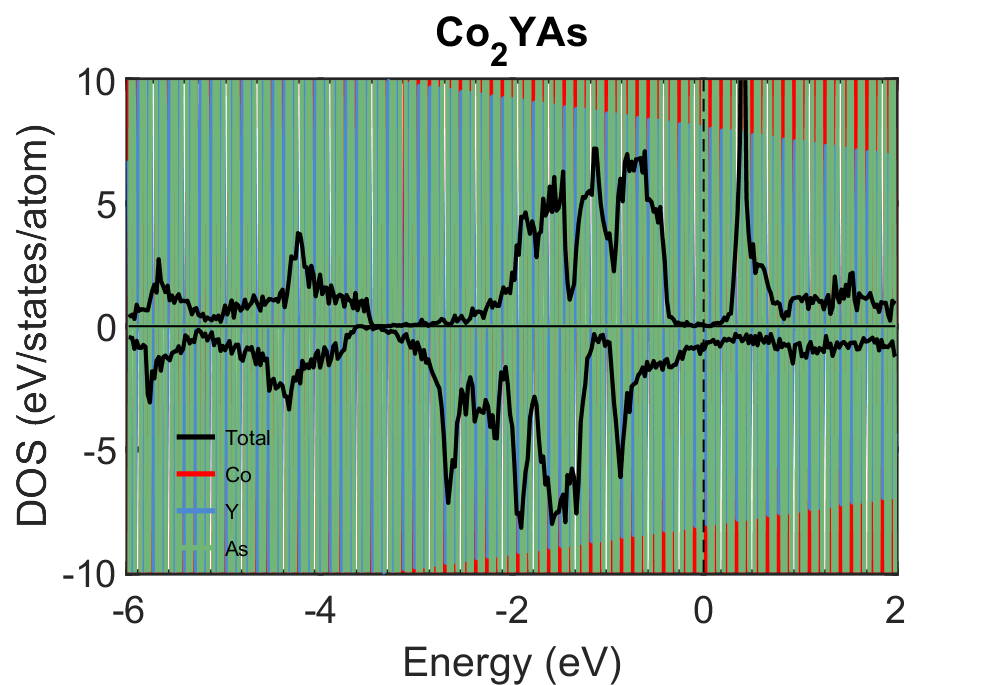 Co₂YAs
DOS (eV/states/atom)
10
5
0
-5
-10
Total
Co
Y
As
-6 -4 -2 0 2
Energy (eV)